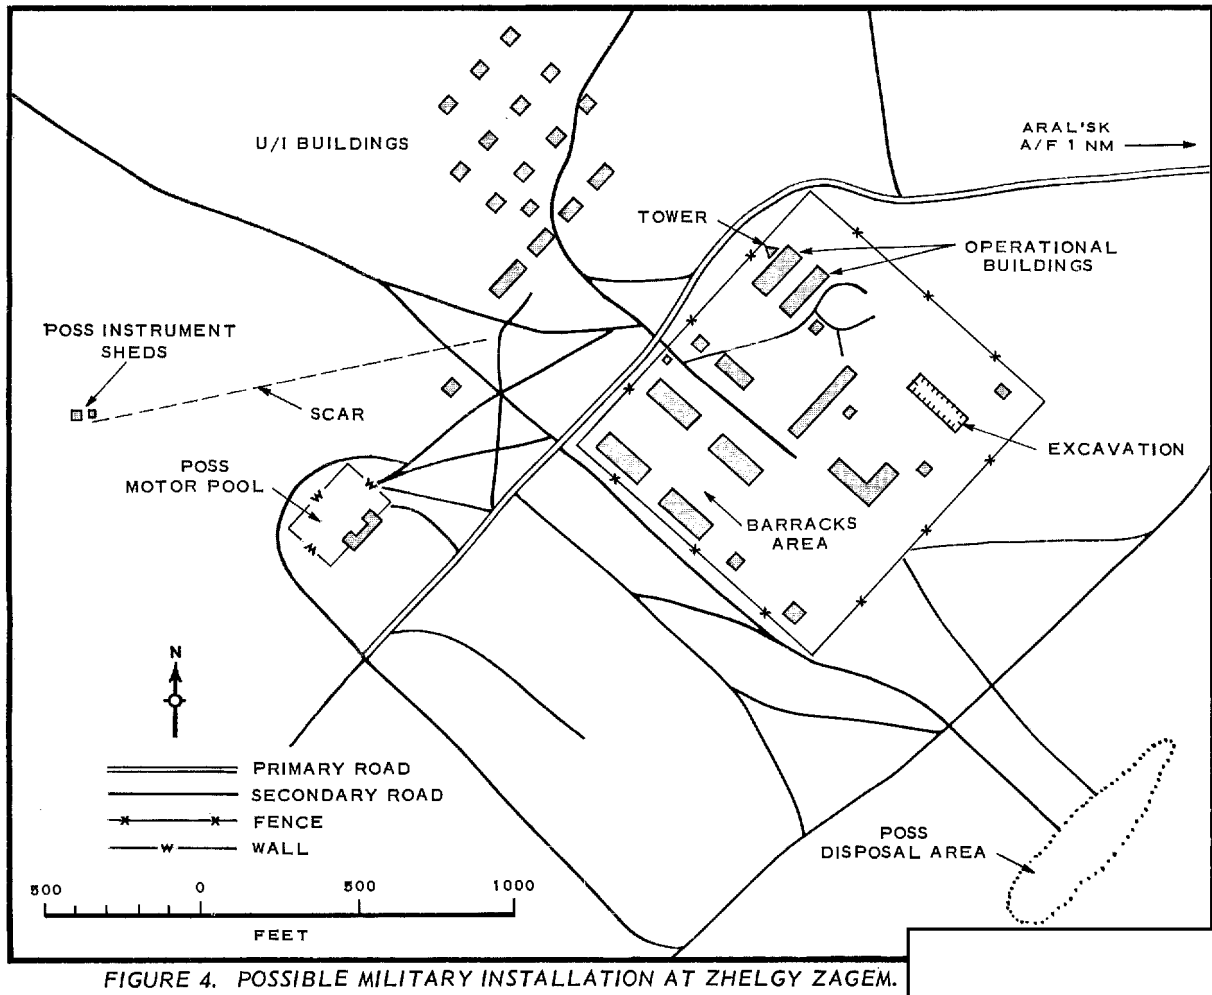 U/I BUILDINGS
ARAL'SK
A/F 1 NM
TOWER
OPERATIONAL
BUILDINGS
POSS INSTRUMENT
SHEDS
SCAR
POSS
MOTOR POOL
W
W
W
EXCAVATION
BARRACKS
AREA
N
PRIMARY ROAD
SECONDARY ROAD
FENCE
W WALL
POSS
DISPOSAL AREA
500 0 500 1000
FEET
FIGURE 4. POSSIBLE MILITARY INSTALLATION AT ZHELGY ZAGEM.